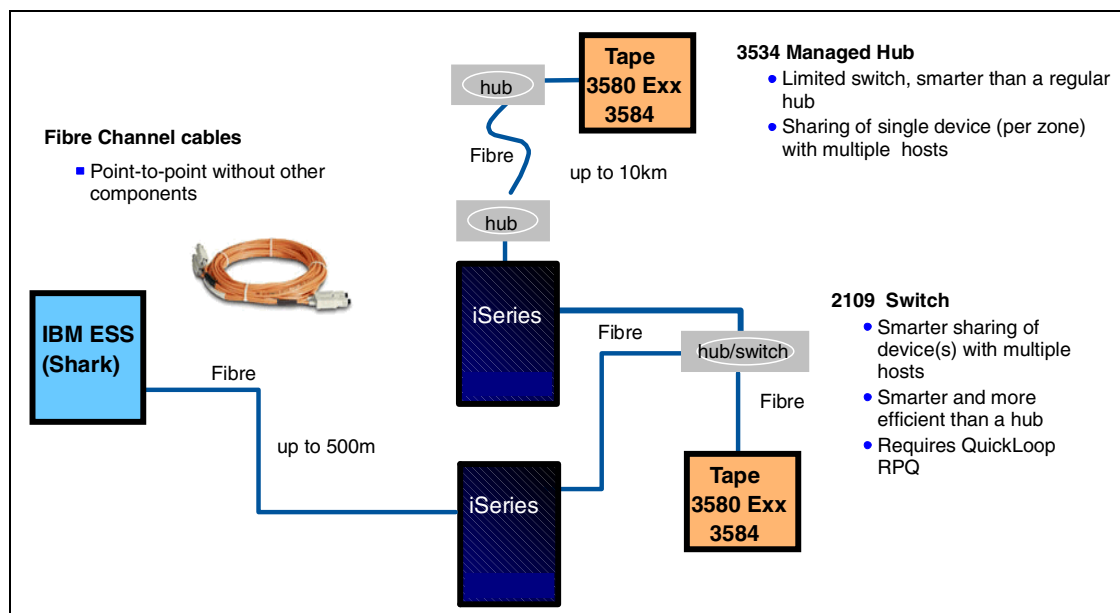 Tape
3580 Exx
3584
hub
Fibre
up to 10km
hub
3534 Managed Hub
Limited switch, smarter than a regular
hub
Sharing of single device (per zone)
with multiple hosts
Fibre Channel cables
Point-to-point without other
components
IBM ESS
(Shark)
Fibre
up to 500m
iSeries
Fibre
hub/switch
Fibre
iSeries
Tape
3580 Exx
3584
2109 Switch
Smarter sharing of
device(s) with multiple
hosts
Smarter and more
efficient than a hub
Requires QuickLoop
RPQ